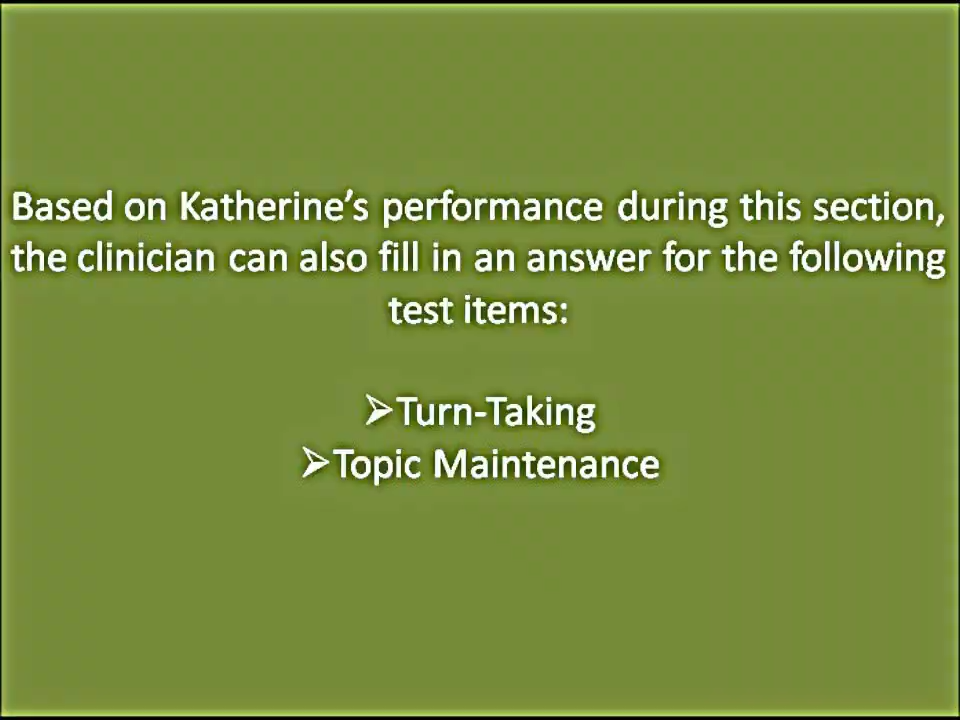 Based on Katherine’s performance during this section,
the clinician can also fill in an answer for the following
test items:
➢Turn-Taking
➢Topic Maintenance